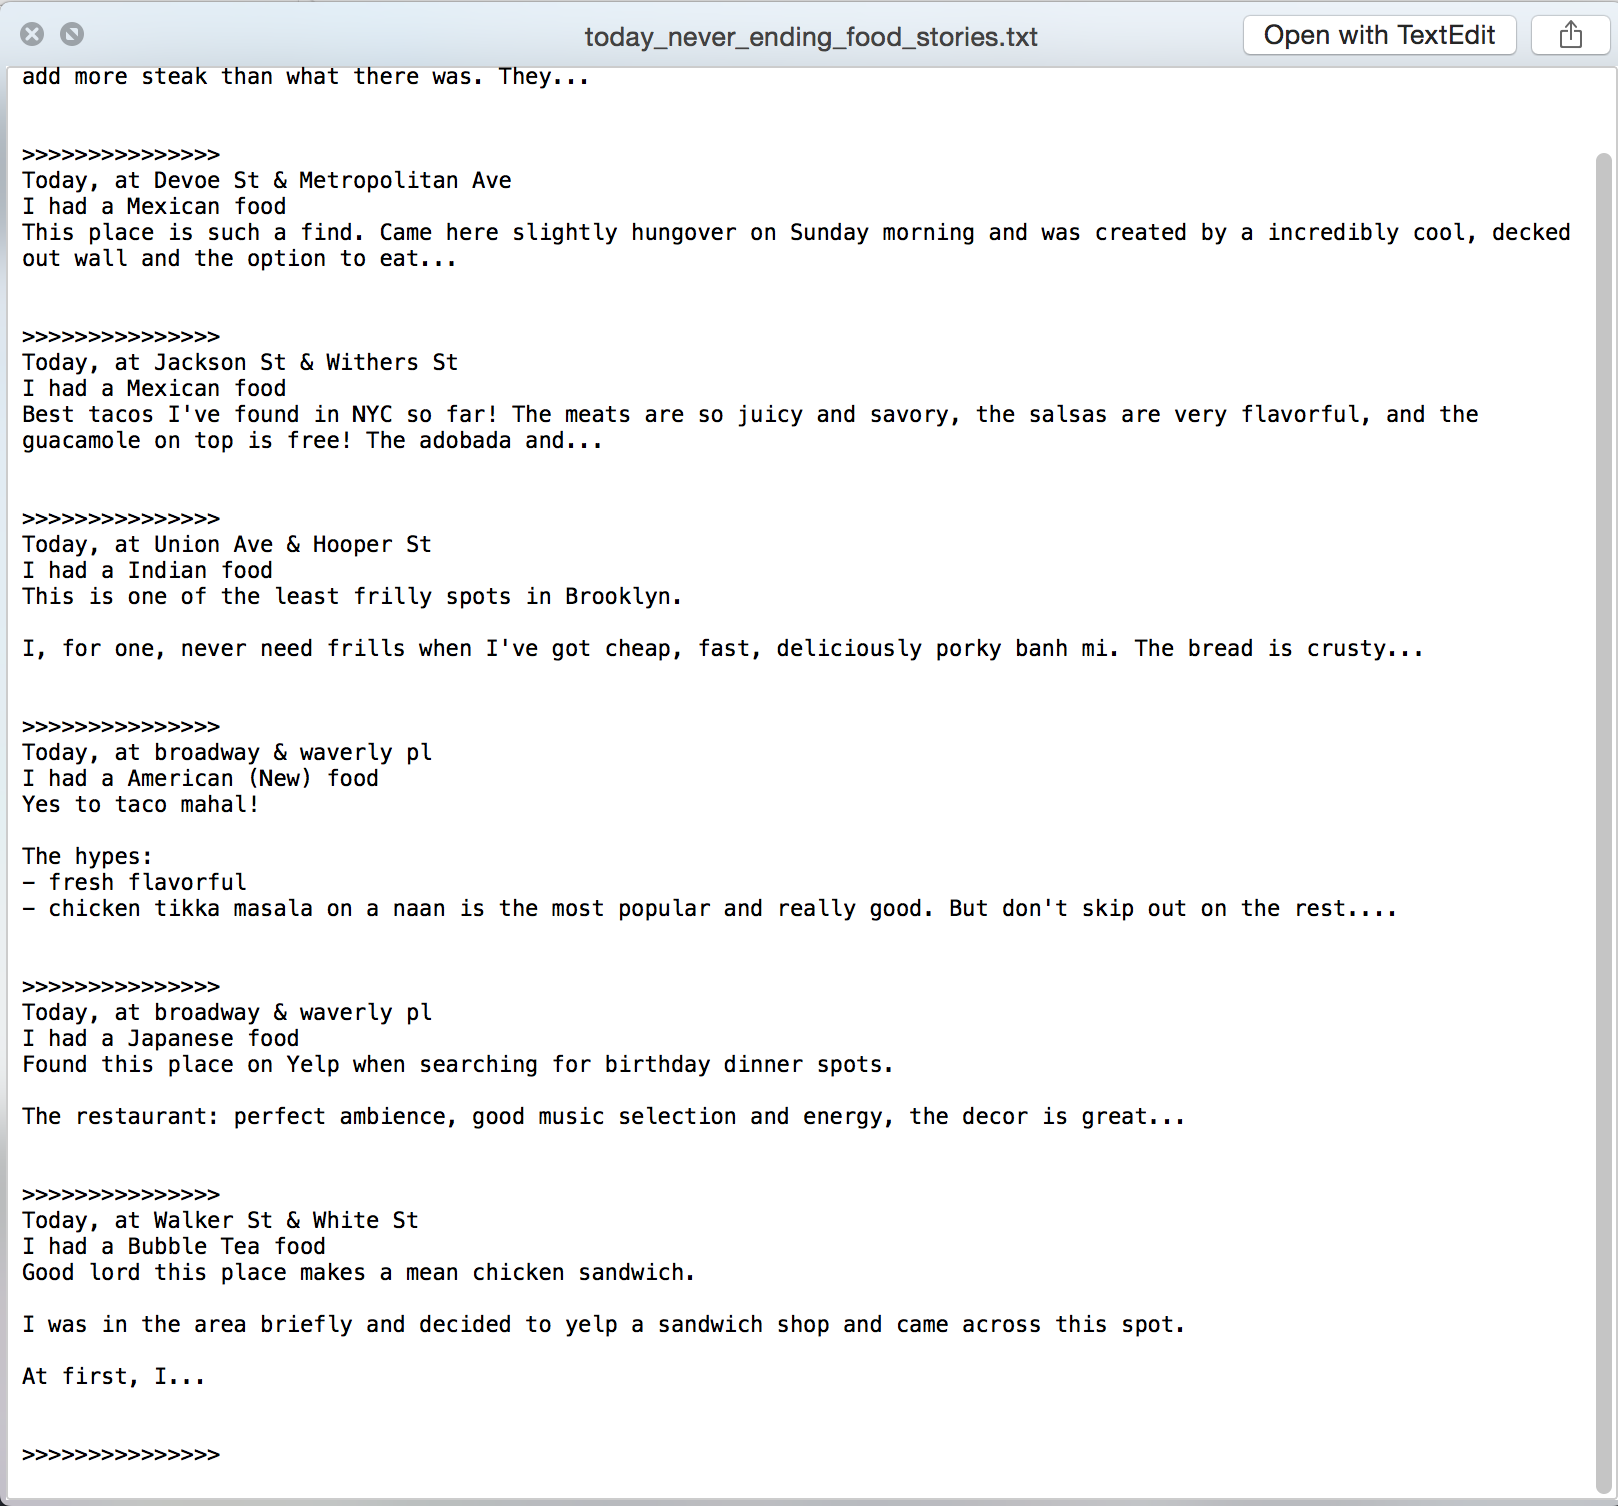 today_never_ending_food_stories.txt
Open with TextEdit
add more steak than what there was. They...
>>>>>>>>>>>>>>>
Today, at Devoe St & Metropolitan Ave
I had a Mexican food
This place is such a find. Came here slightly hungover on Sunday morning and was created by a incredibly cool, decked
out wall and the option to eat...
>>>>>>>>>>>>>>>
Today, at Jackson St & Withers St
I had a Mexican food
Best tacos I've found in NYC so far! The meats are so juicy and savory, the salsas are very flavorful, and the
guacamole on top is free! The adobada and...
>>>>>>>>>>>>>>>
Today, at Union Ave & Hooper St
I had a Indian food
This is one of the least frilly spots in Brooklyn.
I, for one, never need frills when I've got cheap, fast, deliciously porky banh mi. The bread is crusty...
>>>>>>>>>>>>>>>
Today, at broadway & waverly pl
I had a American (New) food
Yes to taco mahal!
The hypes:
- fresh flavorful
- chicken tikka masala on a naan is the most popular and really good. But don't skip out on the rest....
>>>>>>>>>>>>>>>
Today, at broadway & waverly pl
I had a Japanese food
Found this place on Yelp when searching for birthday dinner spots.
The restaurant: perfect ambience, good music selection and energy, the decor is great...
>>>>>>>>>>>>>>>
Today, at Walker St & White St
I had a Bubble Tea food
Good lord this place makes a mean chicken sandwich.
I was in the area briefly and decided to yelp a sandwich shop and came across this spot.
At first, I...
>>>>>>>>>>>>>>>